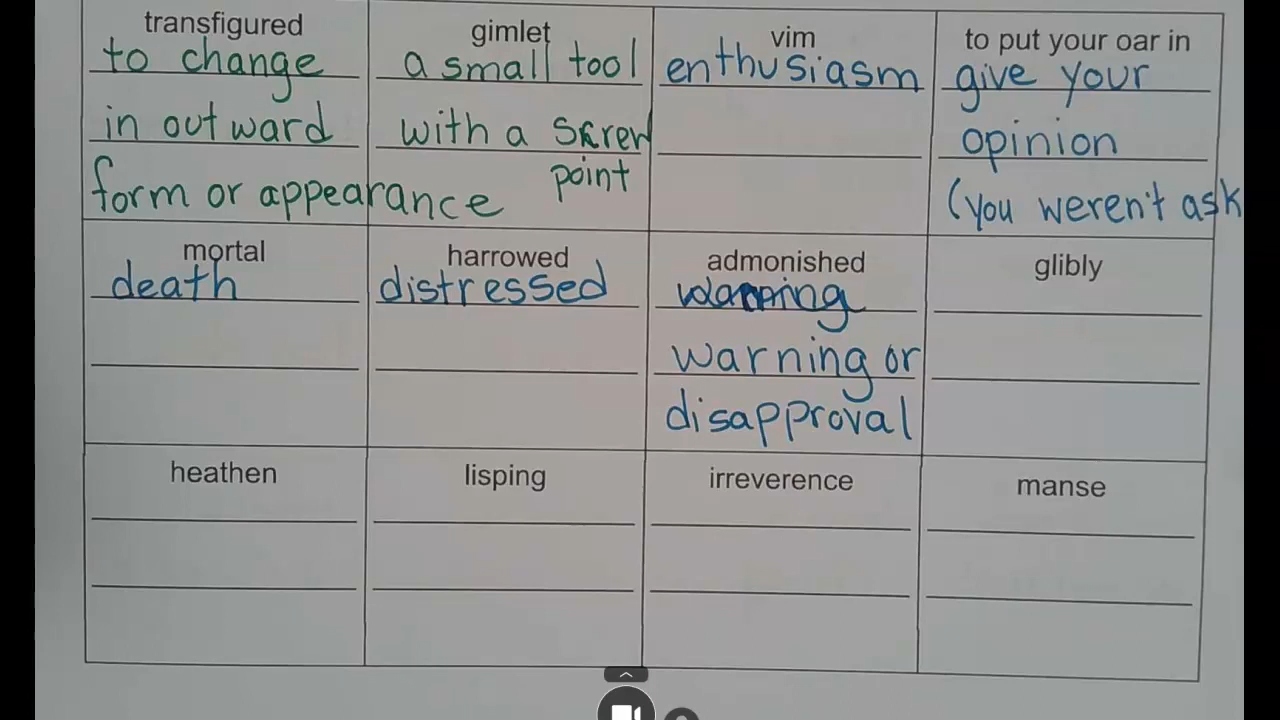 transfigured
to change
in outward
form or appearance
gimlet
a small tool
with a screw
point
vim
enthusiasm
to put your oar in
give your
opinion
(you weren't ask
mortal
death
harrowed
distressed
admonished
warning or
disapproval
glibly
heathen
lisping
irreverence
manse